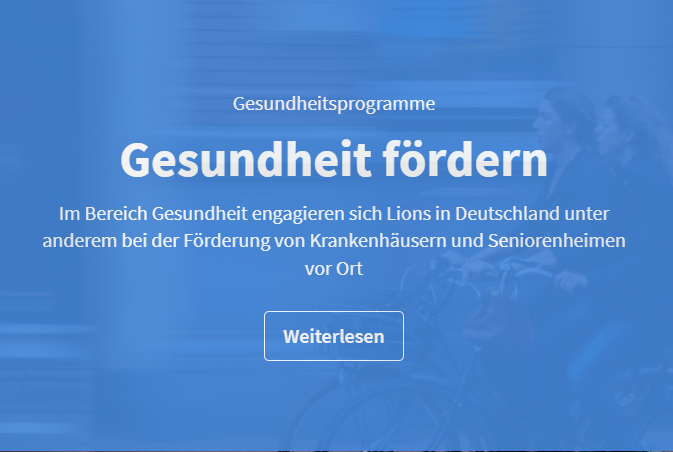 Gesundheitsprogramme
Gesundheit fördern
Im Bereich Gesundheit engagieren sich Lions in Deutschland unter
anderem bei der Förderung von Krankenhäusern und Seniorenheimen
vor Ort
Weiterlesen